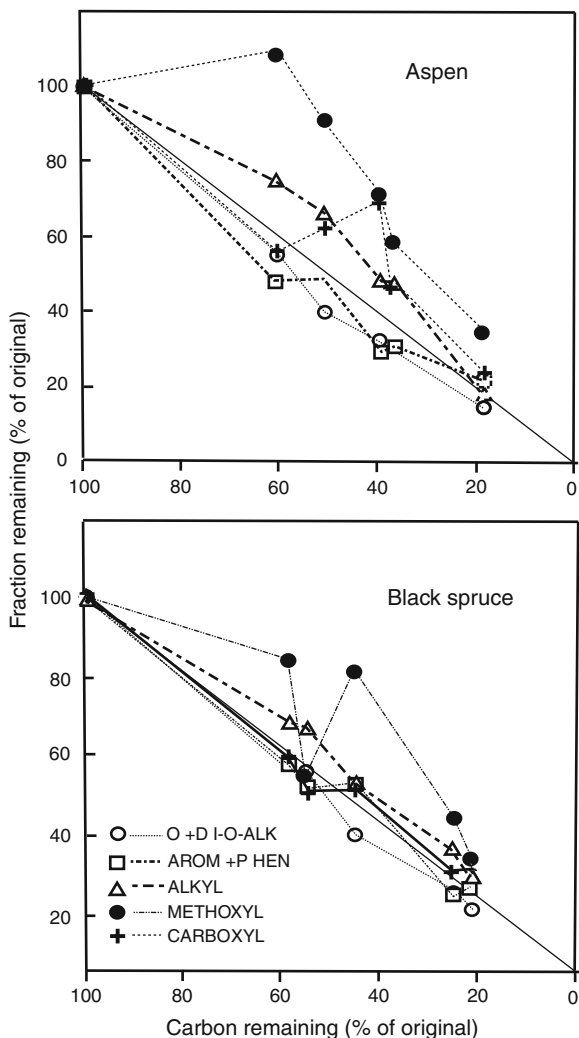 Aspen
100
80
60
40
20
0
100 80 60 40 20 0
Fraction remaining (% of original)
Black spruce
100
80
60
40
20
O +D I-O-ALK
AROM +P HEN
ALKYL
METHOXYL
CARBOXYL
100 80 60 40 20 0
Carbon remaining (% of original)